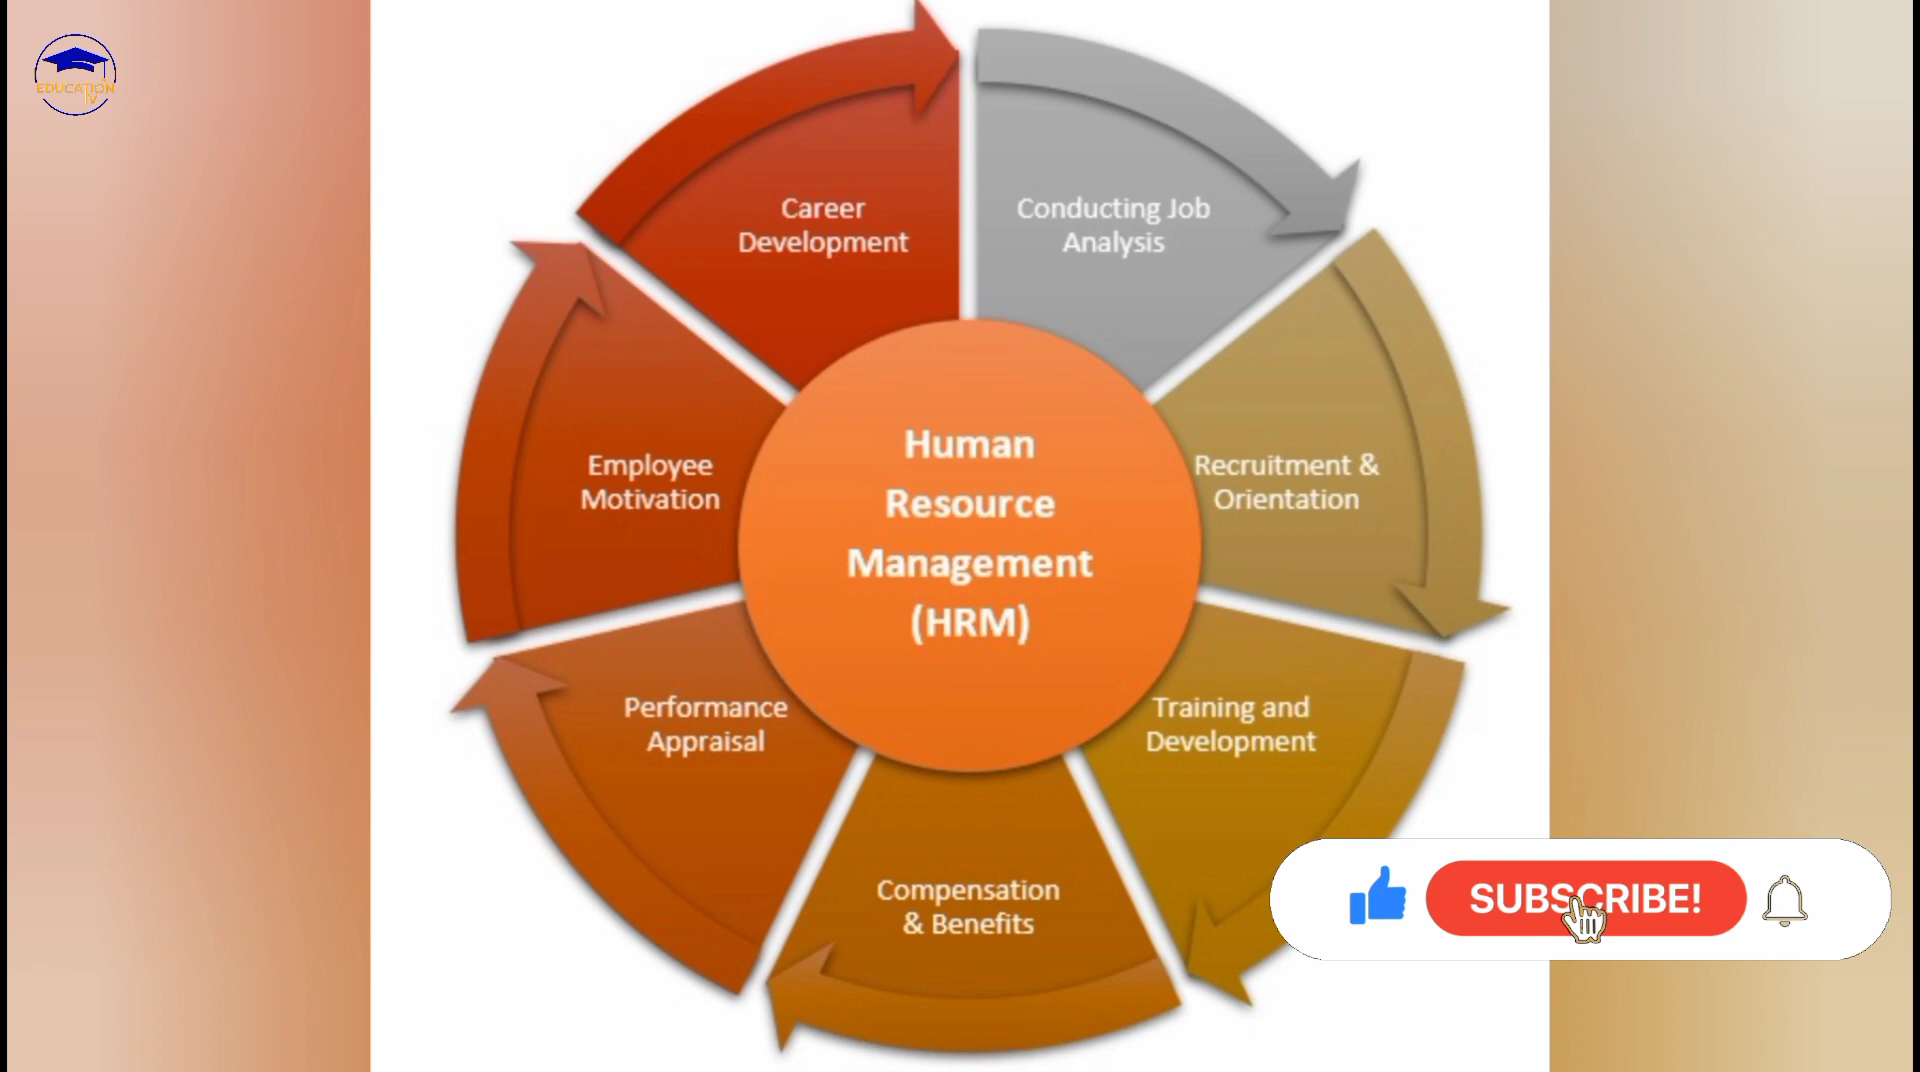 EDUCATION
TV
Career
Development
Conducting Job
Analysis
Employee
Motivation
Human
Resource
Management
(HRM)
Recruitment &
Orientation
Performance
Appraisal
Training and
Development
Compensation
& Benefits
SUBSCRIBE!